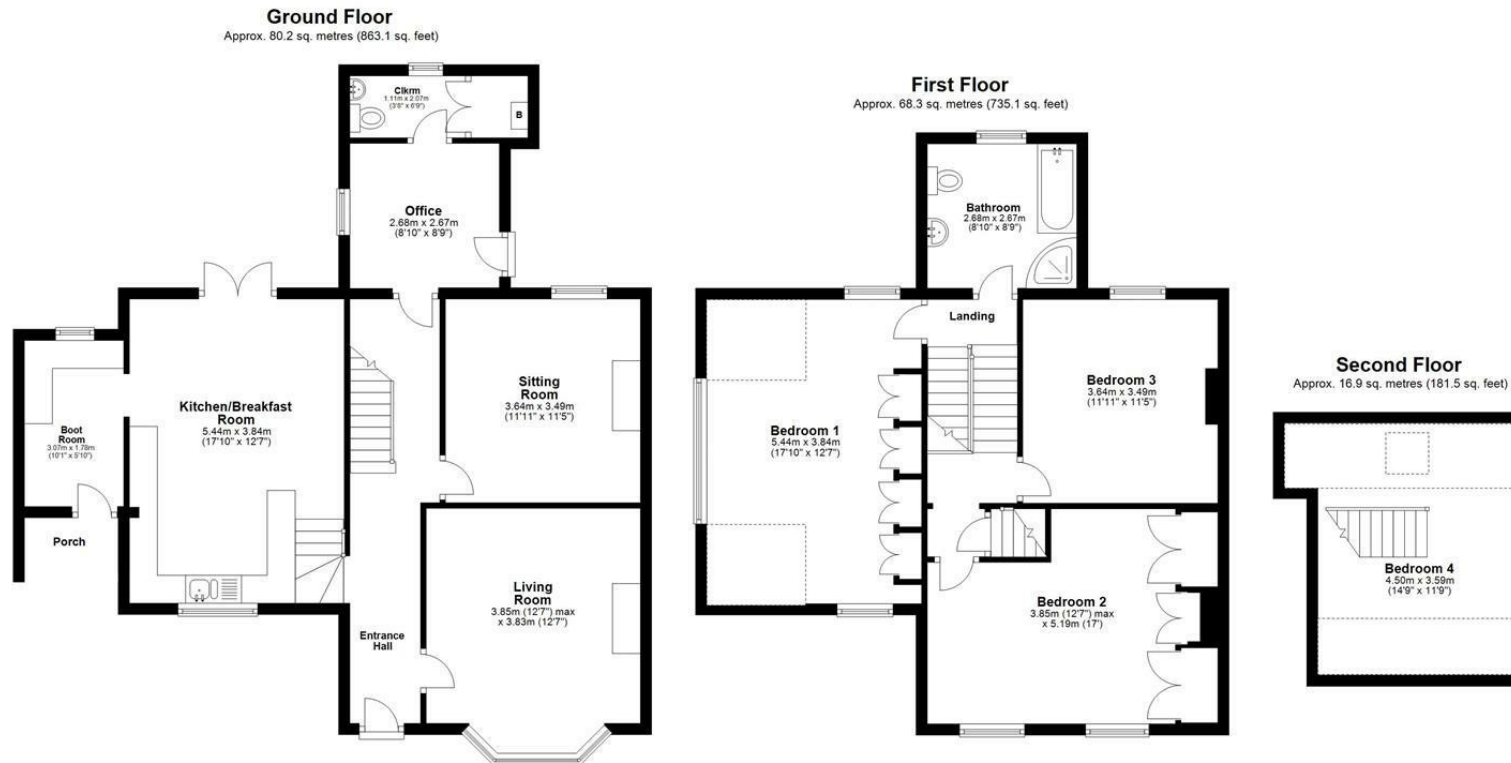 Ground Floor
Approx. 80.2 sq. metres (863.1 sq. feet)
Clkrm
1.11m x 2.07m
(3'8" x 6'9")
B
Office
2.68m x 2.67m
(8'10" x 8'9")
Kitchen/Breakfast
Room
5.44m x 3.84m
(17'10" x 12'7")
Sitting
Room
3.64m x 3.49m
(11'11" x 11'5")
Boot
Room
3.07m x 1.78m
(10'1" x 5'10")
Porch
Living
Room
3.85m (12'7") max
x 3.83m (12'7")
Entrance
Hall
First Floor
Approx. 68.3 sq. metres (735.1 sq. feet)
Bathroom
2.68m x 2.67m
(8'10" x 8'9")
Landing
Bedroom 3
3.64m x 3.49m
(11'11" x 11'5")
Bedroom 1
5.44m x 3.84m
(17'10" x 12'7")
Bedroom 2
3.85m (12'7") max
x 5.19m (17')
Second Floor
Approx. 16.9 sq. metres (181.5 sq. feet)
Bedroom 4
4.50m x 3.59m
(14'9" x 11'9")